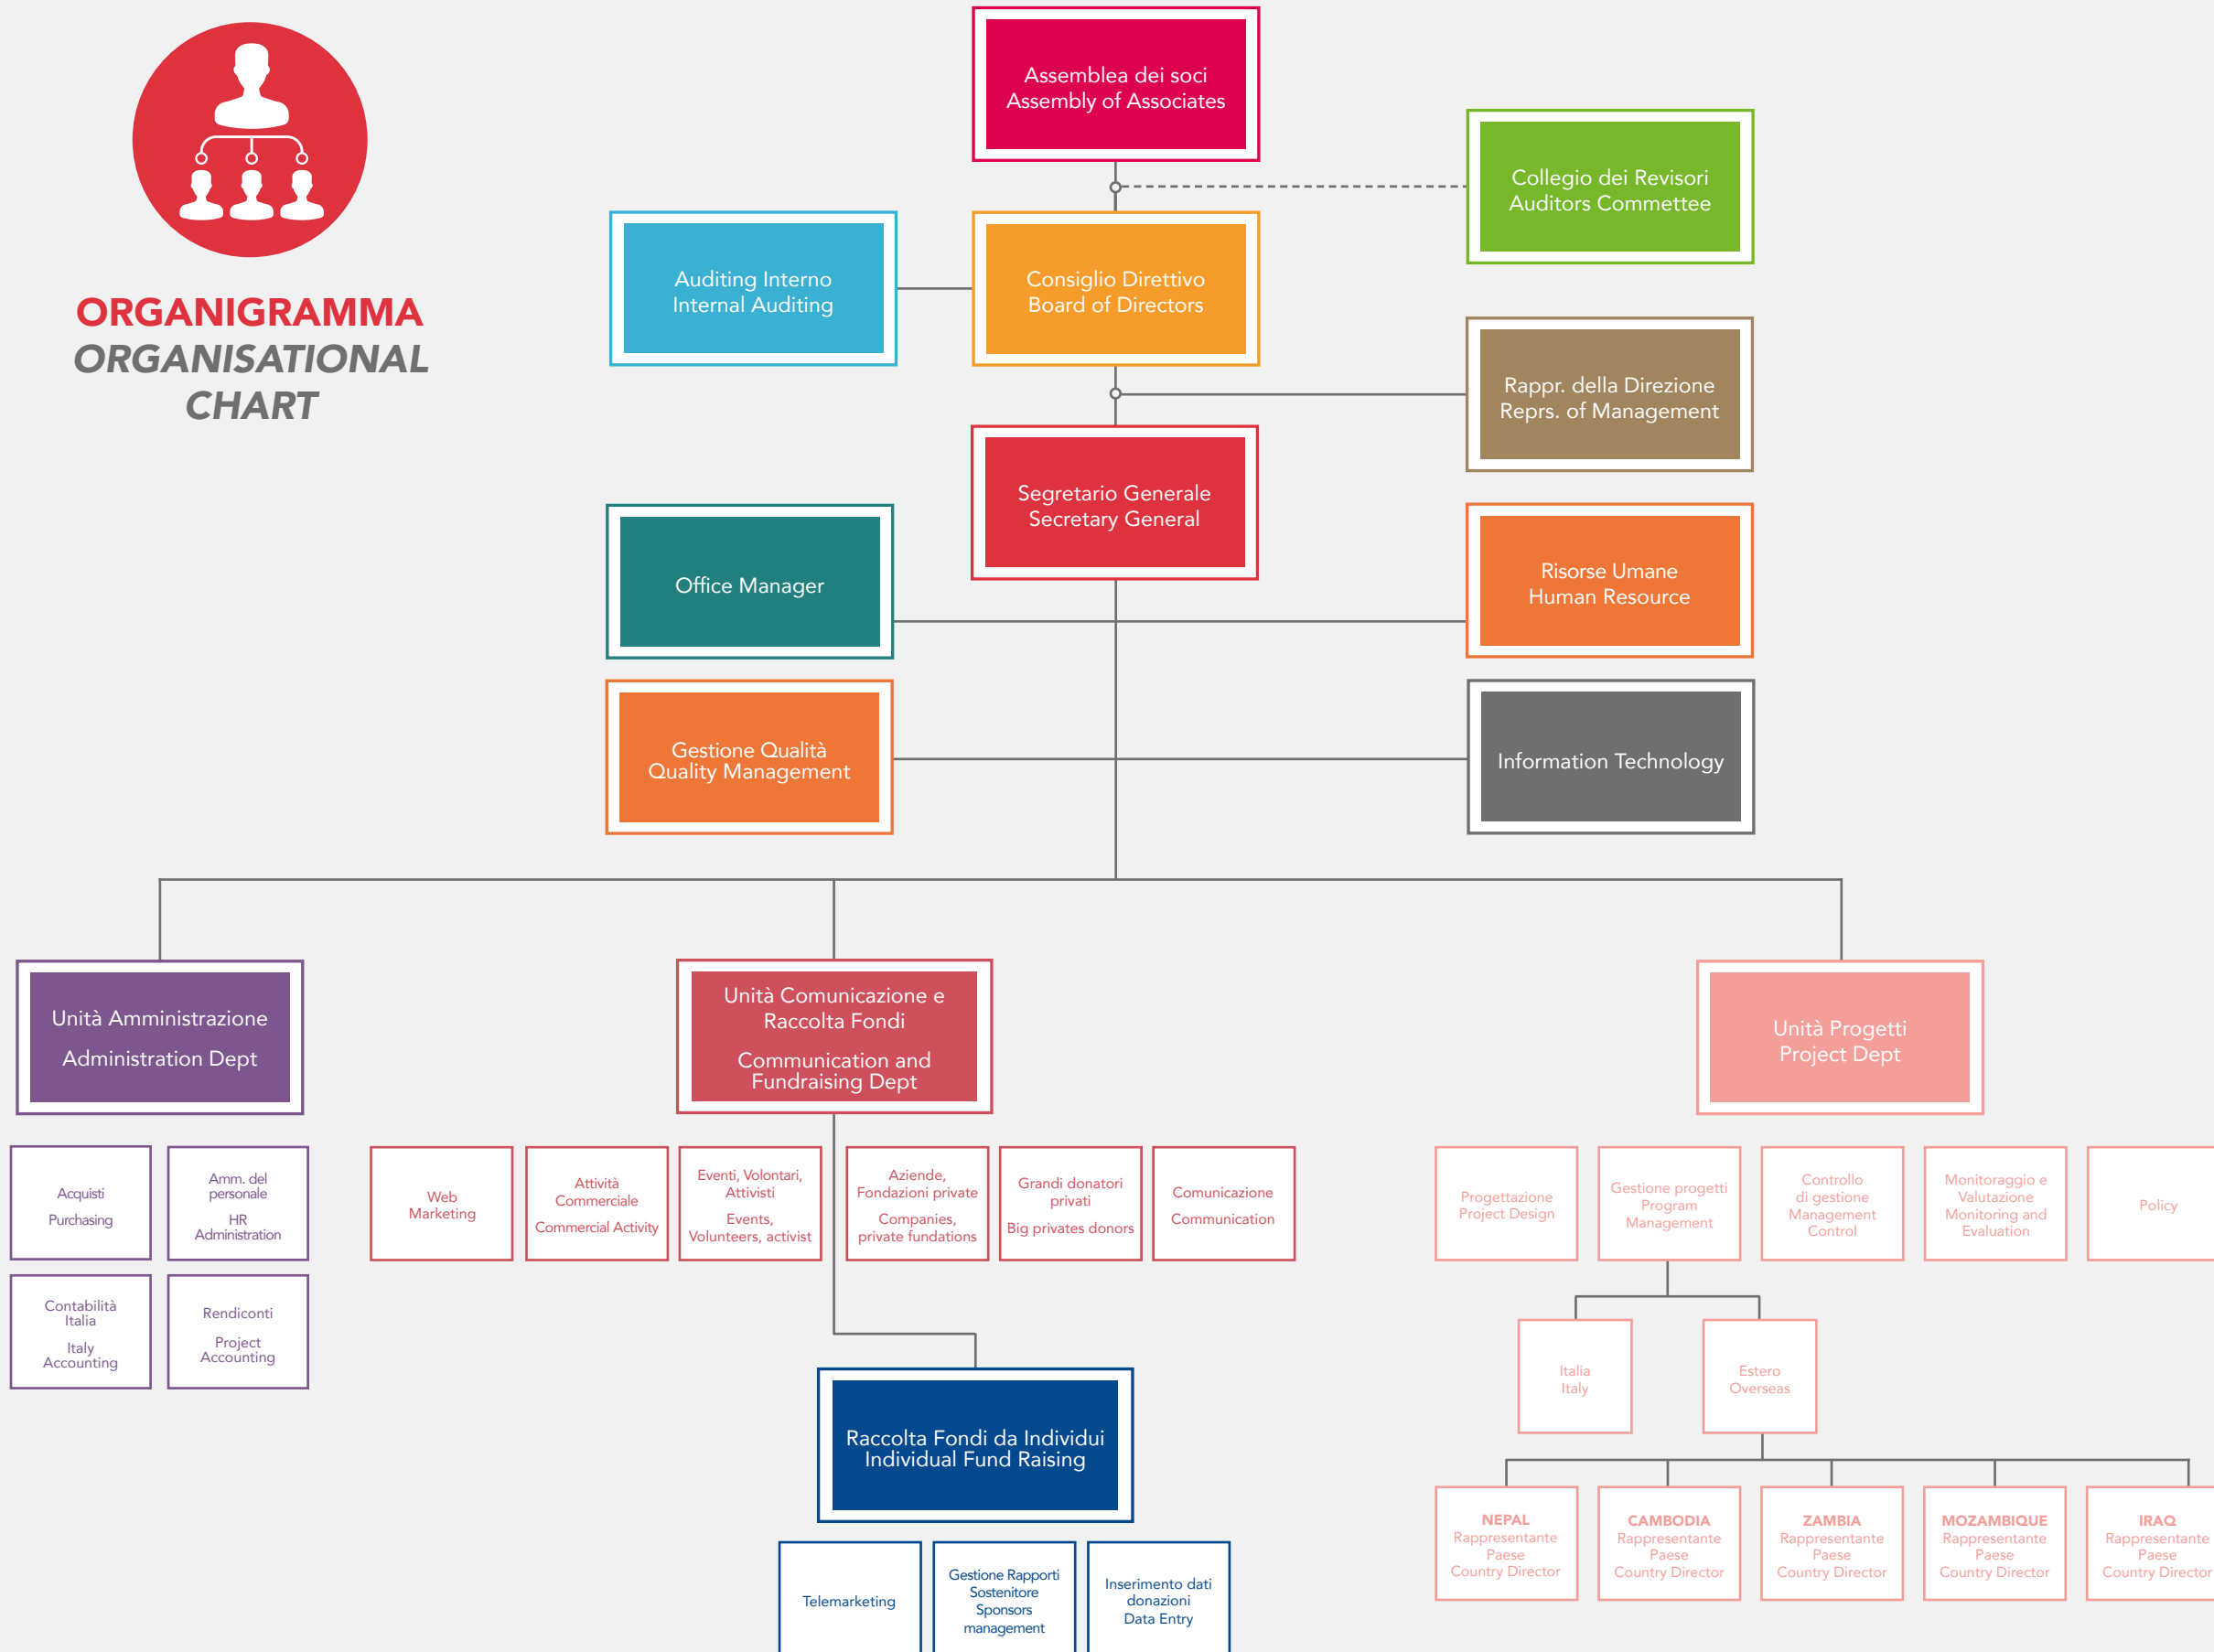 ORGANIGRAMMA
ORGANISATIONAL
CHART
Assemblea dei soci
Assembly of Associates
Collegio dei Revisori
Auditors Commettee
Auditing Interno
Internal Auditing
Consiglio Direttivo
Board of Directors
Rappr. della Direzione
Reprs. of Management
Segretario Generale
Secretary General
Office Manager
Risorse Umane
Human Resource
Gestione Qualità
Quality Management
Information Technology
Unità Amministrazione
Administration Dept
Unità Comunicazione e
Raccolta Fondi
Communication and
Fundraising Dept
Unità Progetti
Project Dept
Acquisti
Purchasing
Amm. del
personale
HR
Administration
Contabilità
Italia
Italy
Accounting
Rendiconti
Project
Accounting
Web
Marketing
Attività
Commerciale
Commercial Activity
Eventi, Volontari,
Attivisti
Events,
Volunteers, activist
Aziende,
Fondazioni private
Companies,
private fundations
Grandi donatori
privati
Big privates donors
Comunicazione
Communication
Progettazione
Project Design
Gestione progetti
Program
Management
Controllo
di gestione
Management
Control
Monitoraggio e
Valutazione
Monitoring and
Evaluation
Policy
Italia
Italy
Estero
Overseas
Raccolta Fondi da Individui
Individual Fund Raising
Telemarketing
Gestione Rapporti
Sostenitore
Sponsors
management
Inserimento dati
donazioni
Data Entry
NEPAL
Rappresentante
Paese
Country Director
CAMBODIA
Rappresentante
Paese
Country Director
ZAMBIA
Rappresentante
Paese
Country Director
MOZAMBIQUE
Rappresentante
Paese
Country Director
IRAQ
Rappresentante
Paese
Country Director